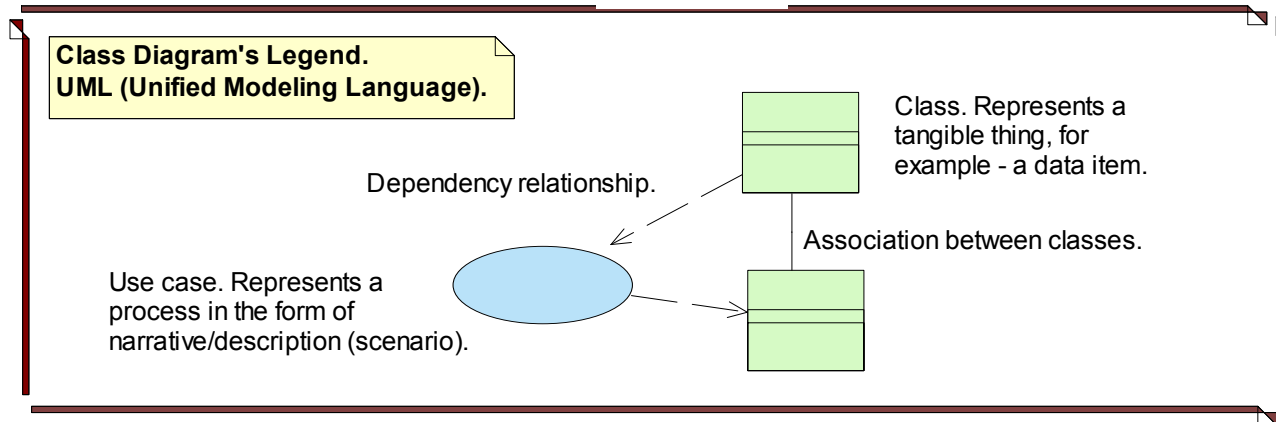 Class Diagram's Legend.
UML (Unified Modeling Language).
Class. Represents a
tangible thing, for
example - a data item.
Dependency relationship.
Association between classes.
Use case. Represents a
process in the form of
narrative/description (scenario).